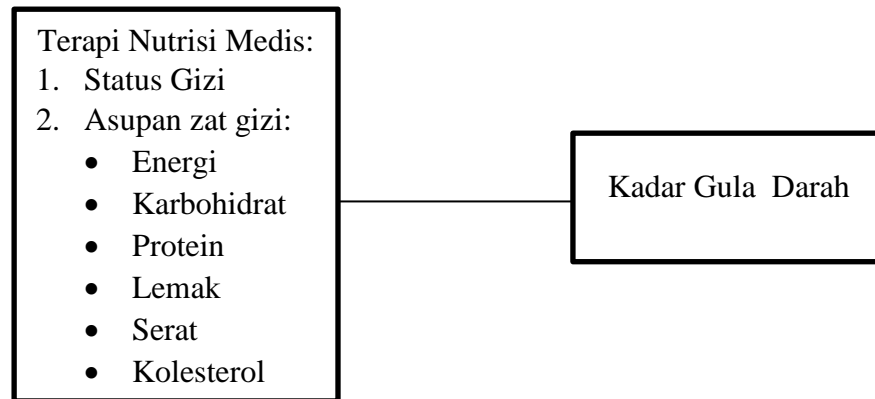 Terapi Nutrisi Medis:
1. Status Gizi
2. Asupan zat gizi:
• Energi
• Karbohidrat
• Protein
• Lemak
• Serat
• Kolesterol
Kadar Gula Darah